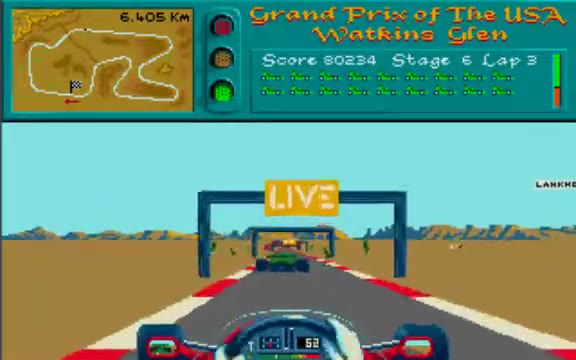 6.405 Km
Grand Prix of The USA
Watkins Glen
Score 80234 Stage 6 Lap 3
LIVE
52